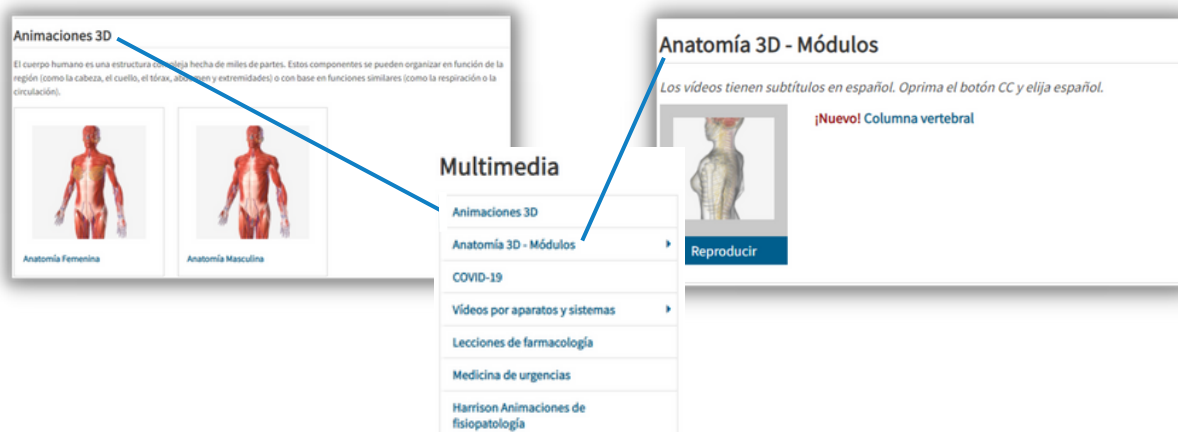 Animaciones 3D
El cuerpo humano es una estructura compleja hecha de miles de partes. Estos componentes se pueden organizar en función de la
región (como la cabeza, el cuello, el tórax, abdomen y extremidades) o con base en funciones similares (como la respiración o la
circulación).
Anatomía Femenina
Anatomía Masculina
Anatomía 3D - Módulos
Los vídeos tienen subtítulos en español. Oprima el botón CC y elija español.
¡Nuevo! Columna vertebral
Reproducir
Multimedia
Animaciones 3D
Anatomía 3D - Módulos
COVID-19
Vídeos por aparatos y sistemas
Lecciones de farmacología
Medicina de urgencias
Harrison Animaciones de
fisiopatología